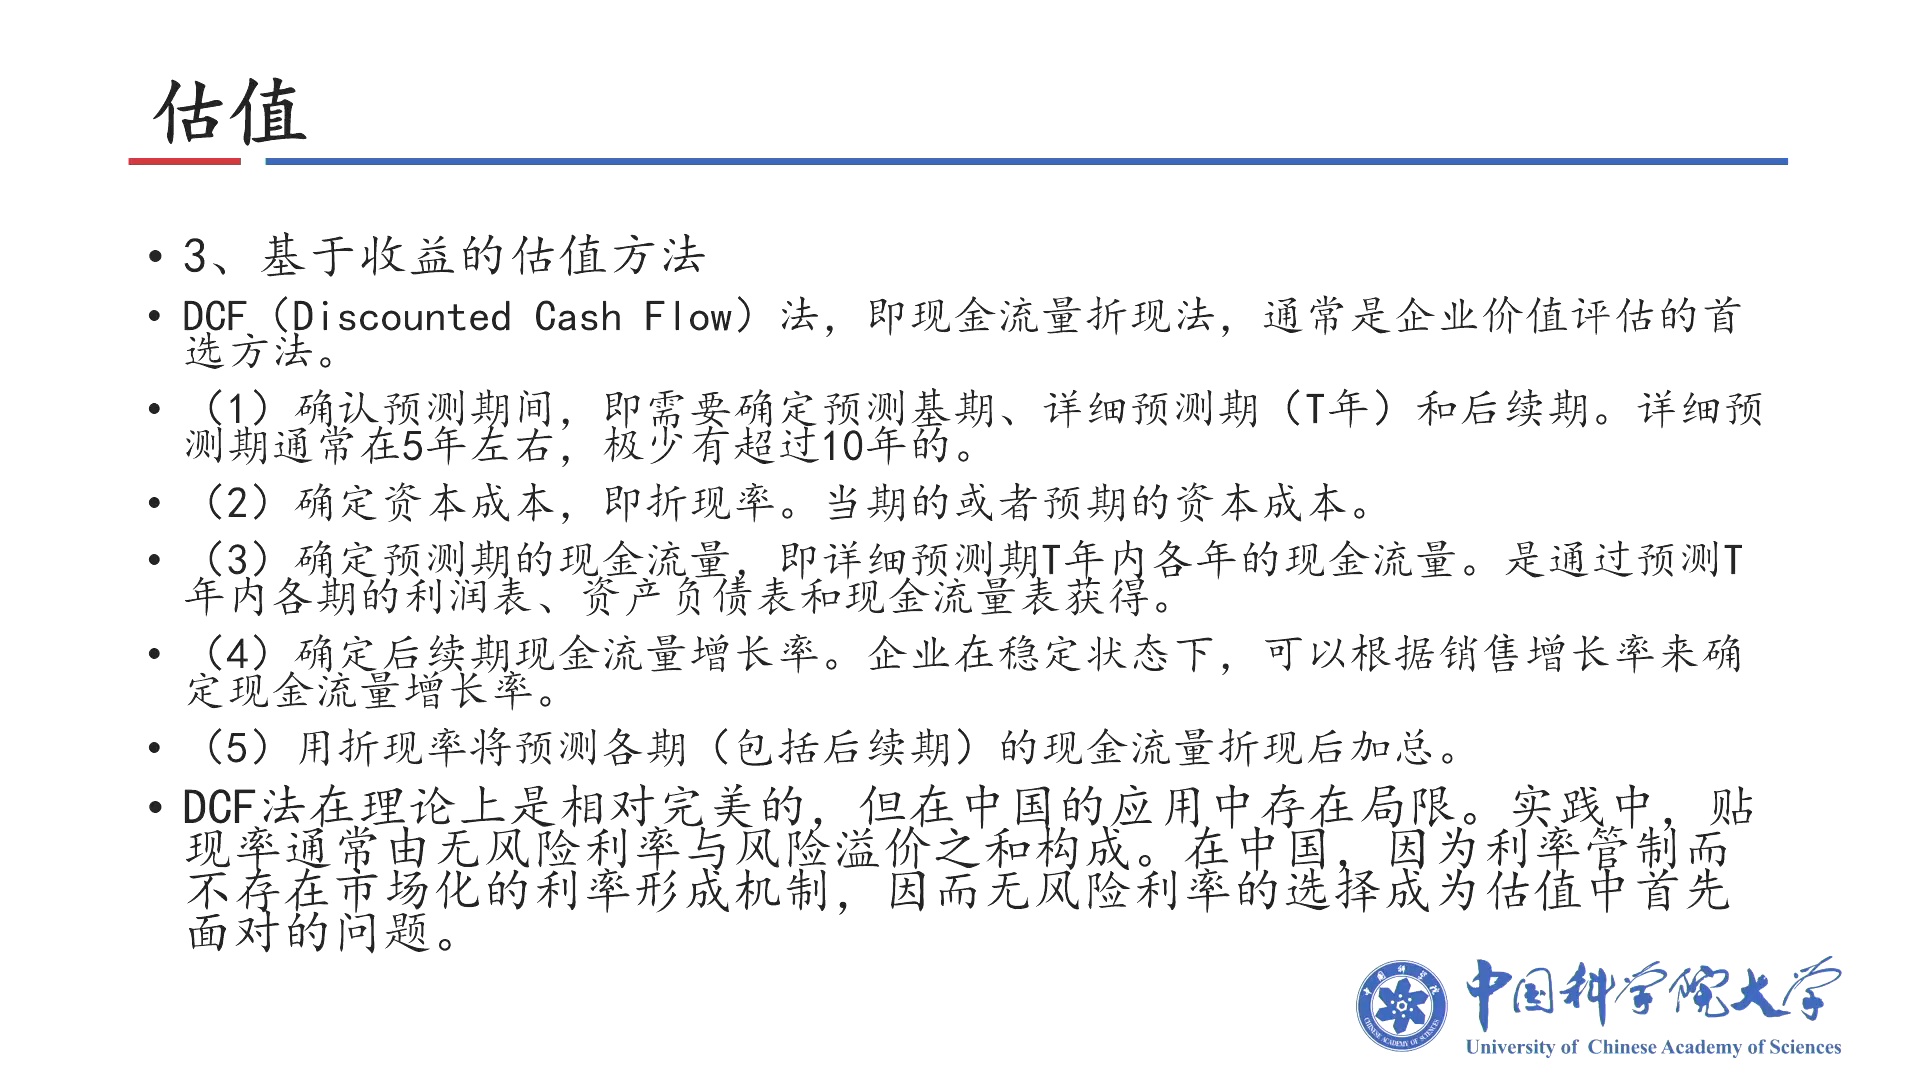 估值
• 3、基于收益的估值方法
• DCF（Discounted Cash Flow）法，即现金流量折现法，通常是企业价值评估的首
选方法。
• （1）确认预测期间，即需要确定预测基期、详细预测期（T年）和后续期。详细预
测期通常在5年左右，极少有超过10年的。
• （2）确定资本成本，即折现率。当期的或者预期的资本成本。
• （3）确定预测期的现金流量，即详细预测期T年内各年的现金流量。是通过预测T
年内各期的利润表、资产负债表和现金流量表获得。
• （4）确定后续期现金流量增长率。企业在稳定状态下，可以根据销售增长率来确
定现金流量增长率。
• （5）用折现率将预测各期（包括后续期）的现金流量折现后加总。
• DCF法在理论上是相对完美的，但在中国的应用中存在局限。实践中，贴
现率通常由无风险利率与风险溢价之和构成。在中国，因为利率管制而
不存在市场化的利率形成机制，因而无风险利率的选择成为估值中首先
面对的问题。
中国科学院
CHINESE ACADEMY OF SCIENCES
中国科学院大学
University of Chinese Academy of Sciences